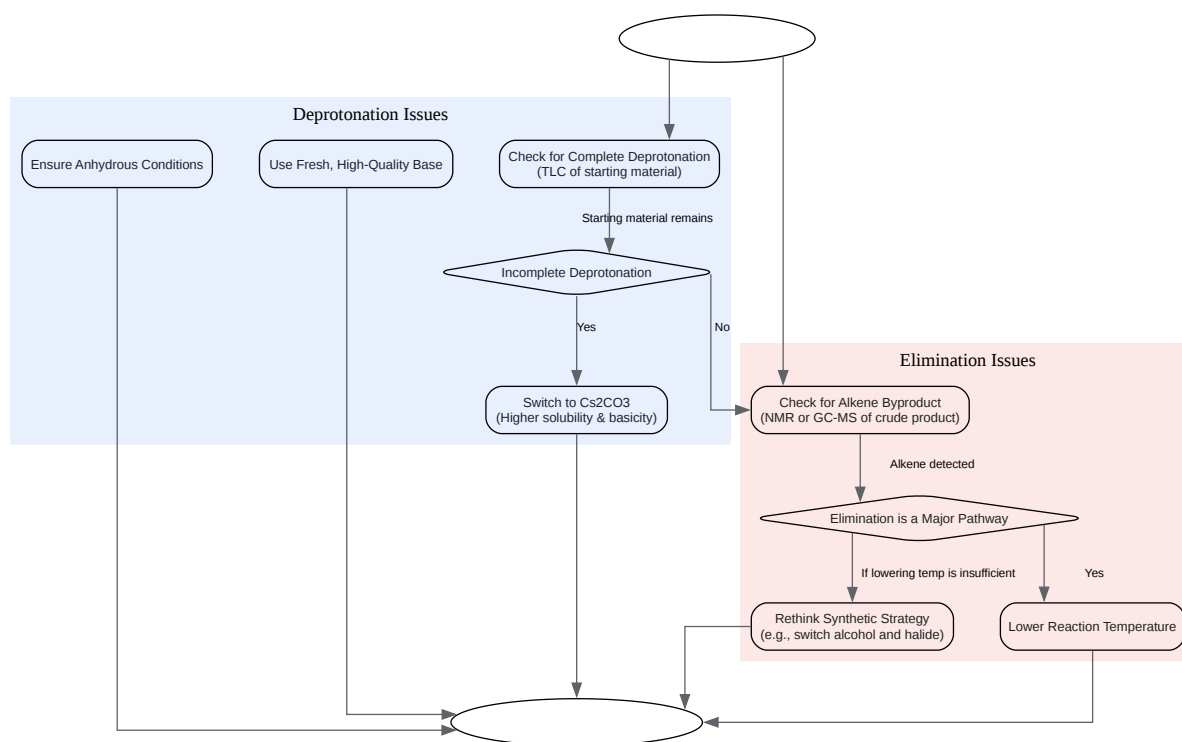 Deprotonation Issues
Ensure Anhydrous Conditions
Use Fresh, High-Quality Base
Check for Complete Deprotonation
(TLC of starting material)
Starting material remains
Incomplete Deprotonation
Yes
No
Switch to Cs2CO3
(Higher solubility & basicity)
Elimination Issues
Check for Alkene Byproduct
(NMR or GC-MS of crude product)
Alkene detected
Elimination is a Major Pathway
If lowering temp is insufficient
Yes
Rethink Synthetic Strategy
(e.g., switch alcohol and halide)
Lower Reaction Temperature